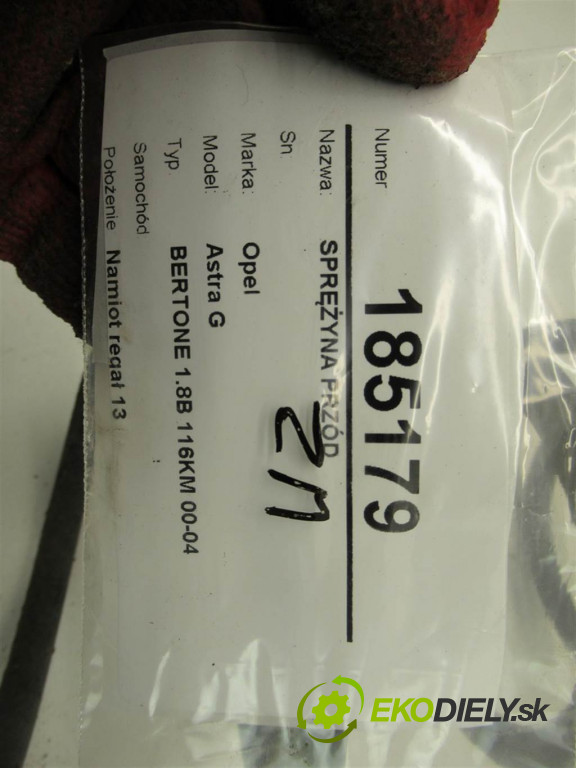 Numer 185179
Nazwa: SPRĘŻYNA PRZÓD
Sn.
Marka: Opel
Model: Astra G
Typ BERTONE 1.8B 116KM 00-04
Samochód
Położenie Namiot regał 13
EKODIELY.sk